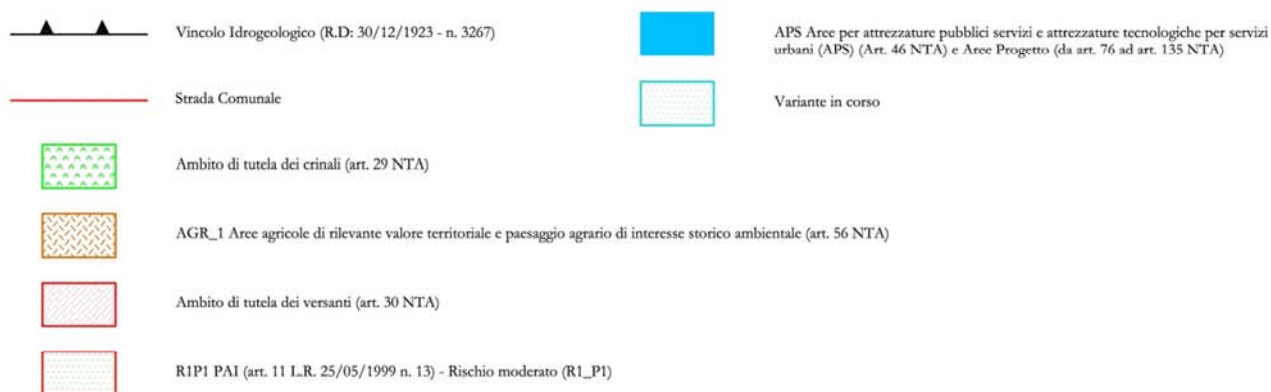 Vincolo Idrogeologico (R.D: 30/12/1923 - n. 3267)
Strada Comunale
Ambito di tutela dei crinali (art. 29 NTA)
AGR_1 Aree agricole di rilevante valore territoriale e paesaggio agrario di interesse storico ambientale (art. 56 NTA)
Ambito di tutela dei versanti (art. 30 NTA)
R1P1 PAI (art. 11 L.R. 25/05/1999 n. 13) - Rischio moderato (R1_P1)
APS Aree per attrezzature pubblici servizi e attrezzature tecnologiche per servizi
urbani (APS) (Art. 46 NTA) e Aree Progetto (da art. 76 ad art. 135 NTA)
Variante in corso